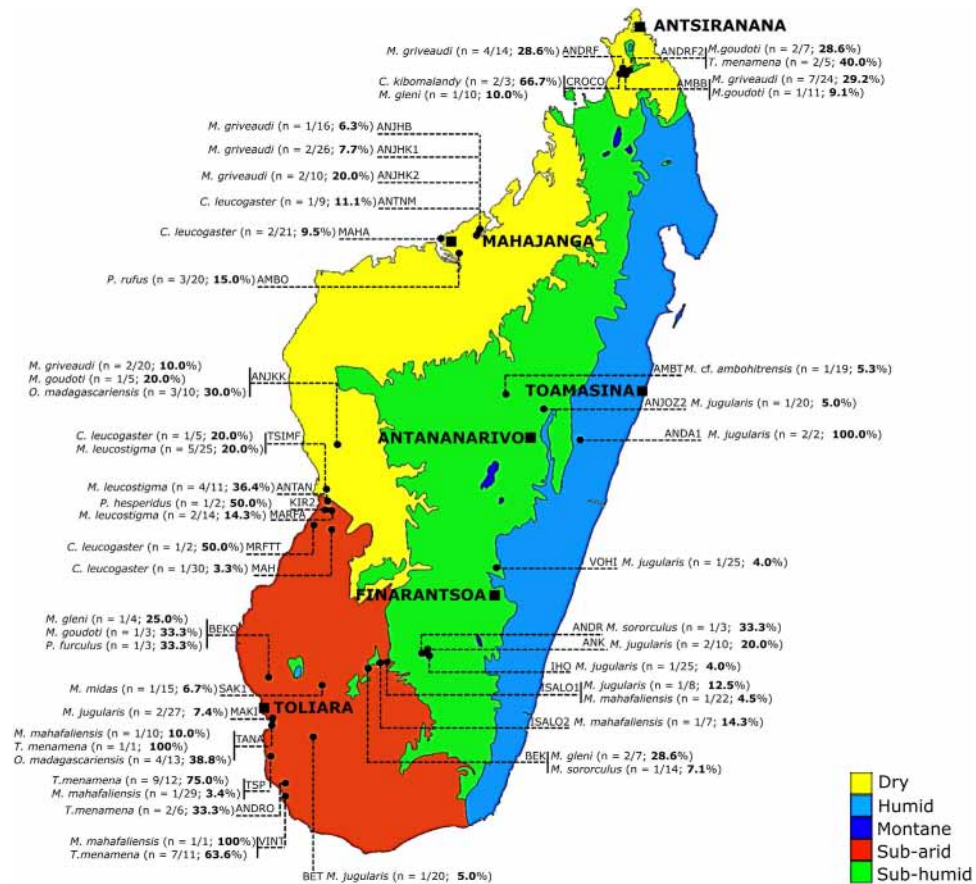 ANTSIRANANA
M. griveaudi (n = 4/14; 28.6%) ANDRF
ANDRF2 M.goudoti (n = 2/7; 28.6%)
T. menamena (n = 2/5; 40.0%)
C. kibomalandy (n = 2/3; 66.7%) CROCO
M. gleni (n = 1/10; 10.0%)
AMBB M. griveaudi (n = 7/24; 29.2%)
M.goudoti (n = 1/11; 9.1%)
M. griveaudi (n = 1/16; 6.3%) ANJHB
M. griveaudi (n = 2/26; 7.7%) ANJHK1
M. griveaudi (n = 2/10; 20.0%) ANJHK2
C. leucogaster (n = 1/9; 11.1%) ANTNM
C. leucogaster (n = 2/21; 9.5%) MAHA
MAHAJANGA
P. rufus (n = 3/20; 15.0%) AMBO
M. griveaudi (n = 2/20; 10.0%)
M. goudoti (n = 1/5; 20.0%) ANJKK
O. madagascariensis (n = 3/10; 30.0%)
AMBT M. cf. ambohitrensis (n = 1/19; 5.3%)
TOAMASINA
ANJOZ2 M. jugularis (n = 1/20; 5.0%)
C. leucogaster (n = 1/5; 20.0%) TSIMF
M. leucostigma (n = 5/25; 20.0%)
ANTANANARIVO
ANDA1 M. jugularis (n = 2/2; 100.0%)
M. leucostigma (n = 4/11; 36.4%) ANTAN
P. hesperidus (n = 1/2; 50.0%) KIR2
M. leucostigma (n = 2/14; 14.3%) MARFA
C. leucogaster (n = 1/2; 50.0%) MRFTT
C. leucogaster (n = 1/30; 3.3%) MAH
VOHI M. jugularis (n = 1/25; 4.0%)
FINARANTSOA
M. gleni (n = 1/4; 25.0%)
M. goudoti (n = 1/3; 33.3%) BEKO
P. furculus (n = 1/3; 33.3%)
ANDR M. sororculus (n = 1/3; 33.3%)
ANK M. jugularis (n = 2/10; 20.0%)
IHO M. jugularis (n = 1/25; 4.0%)
M. midas (n = 1/15; 6.7%) SAK1
ISALO1 M. jugularis (n = 1/8; 12.5%)
M. mahafaliensis (n = 1/22; 4.5%)
M. jugularis (n = 2/27; 7.4%) MAKI
TOLIARA
ISALO2 M. mahafaliensis (n = 1/7; 14.3%)
M. mahafaliensis (n = 1/10; 10.0%)
T. menamena (n = 1/1; 100%) TANA
O. madagascariensis (n = 4/13; 38.8%)
BEK M. gleni (n = 2/7; 28.6%)
M. sororculus (n = 1/14; 7.1%)
T.menamena (n = 9/12; 75.0%) TSP
M. mahafaliensis (n = 1/29; 3.4%)
T.menamena (n = 2/6; 33.3%) ANDRO
M. mahafaliensis (n = 1/1; 100%) VINT
T.menamena (n = 7/11; 63.6%)
BET M. jugularis (n = 1/20; 5.0%)
Dry
Humid
Montane
Sub-arid
Sub-humid